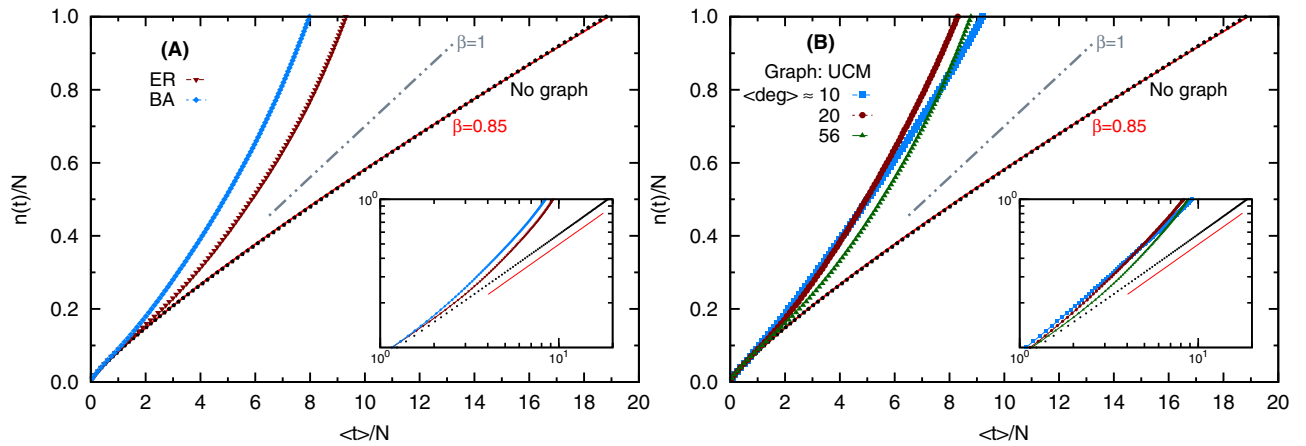 (A)
ER
BA
β=1
No graph
β=0.85
n(t)/N
1.0
0.8
0.6
0.4
0.2
0.0
0 2 4 6 8 10 12 14 16 18 20
<t>/N
10⁰
10⁰ 10¹
(B)
Graph: UCM
<deg> ≈ 10
20
56
β=1
No graph
β=0.85
n(t)/N
1.0
0.8
0.6
0.4
0.2
0.0
0 2 4 6 8 10 12 14 16 18 20
<t>/N
10⁰
10⁰ 10¹